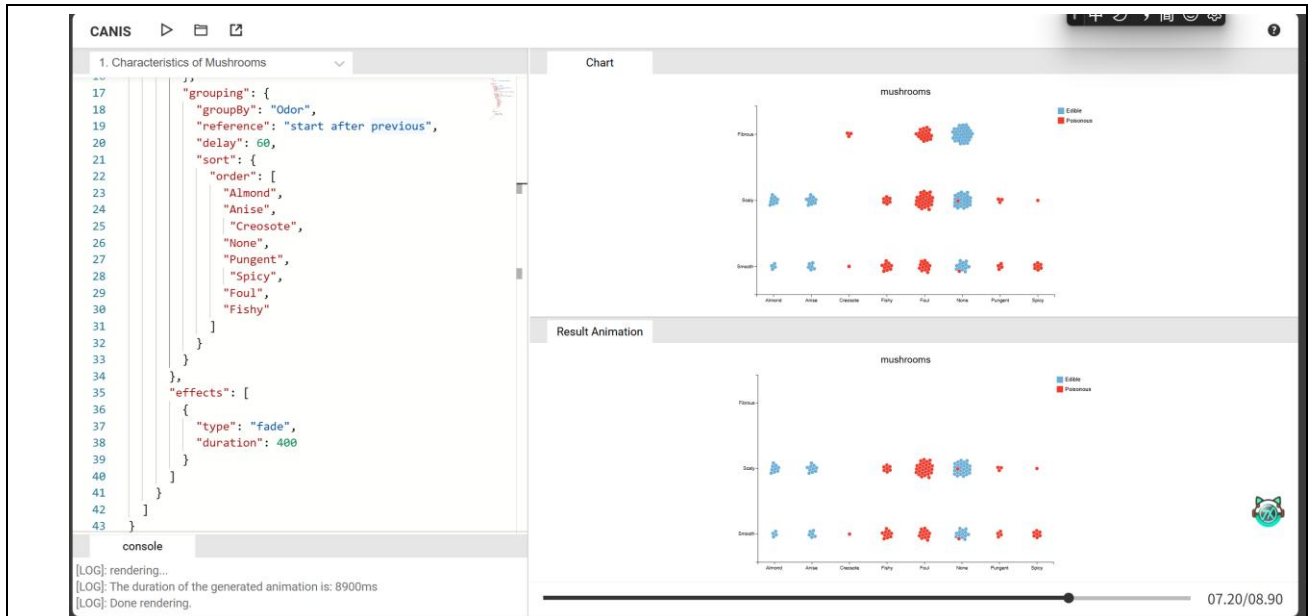 CANIS
1. Characteristics of Mushrooms
17 "grouping": {
18 "groupBy": "Odor",
19 "reference": "start after previous",
20 "delay": 60,
21 "sort": {
22 "order": [
23 "Almond",
24 "Anise",
25 "Creosote",
26 "None",
27 "Pungent",
28 "Spicy",
29 "Foul",
30 "Fishy"
31 ]
32 }
33 }
34 },
35 "effects": [
36 {
37 "type": "fade",
38 "duration": 400
39 }
40 ]
41 }
42 ]
43 }
console
[LOG]: rendering...
[LOG]: The duration of the generated animation is: 8900ms
[LOG]: Done rendering.
Chart
mushrooms
Edible
Poisonous
Fibrous
Scaly
Smooth
Almond Anise Creosote Fishy Foul None Pungent Spicy
Result Animation
mushrooms
Edible
Poisonous
Fibrous
Scaly
Smooth
Almond Anise Creosote Fishy Foul None Pungent Spicy
07.20/08.90